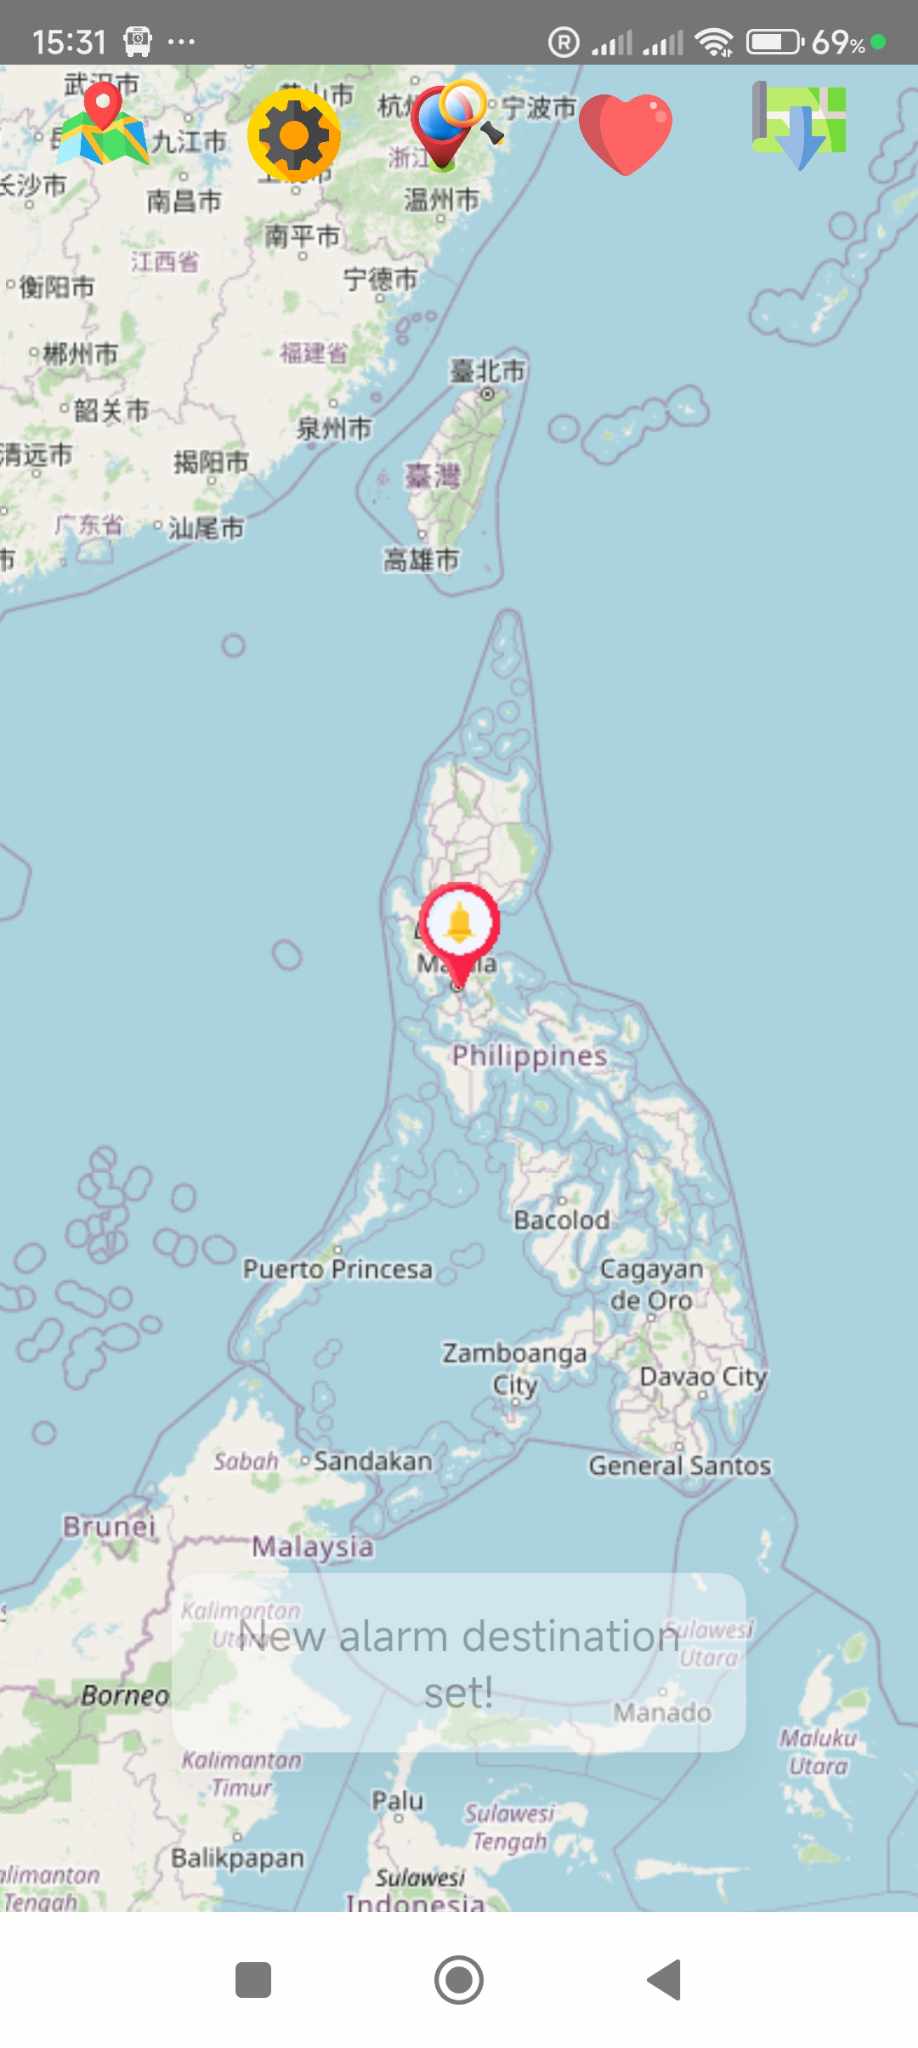 15:31
R
69%
武汉市
杭州
宁波市
九江市
浙江
长沙市
南昌市
温州市
南平市
江西省
宁德市
衡阳市
郴州市
福建省
臺北市
韶关市
泉州市
清远市
揭阳市
臺灣
广东省
汕尾市
市
高雄市
Manila
Philippines
Bacolod
Puerto Princesa
Cagayan
de Oro
Zamboanga
City
Davao City
Sabah
Sandakan
General Santos
Brunei
Malaysia
Kalimantan
Utara
New alarm destination
set!
Sulawesi
Utara
Borneo
Manado
Maluku
Utara
Kalimantan
Timur
Palu
Sulawesi
Tengah
Balikpapan
alimantan
Tengah
Sulawesi
Indonesia